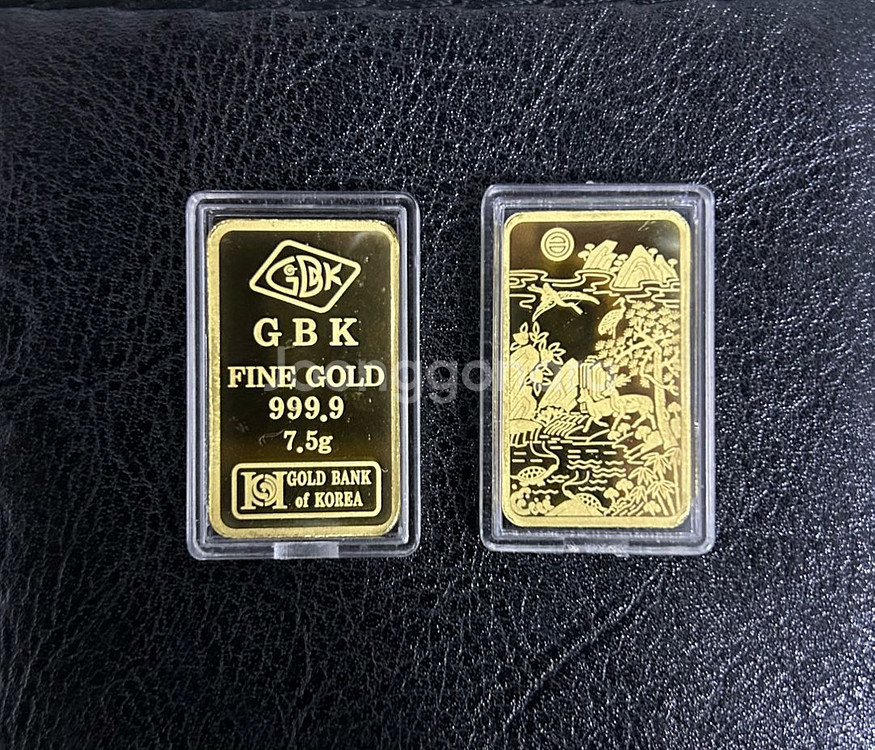 GBK
GBK
FINE GOLD
999.9
7.5g
GOLD BANK
of KOREA